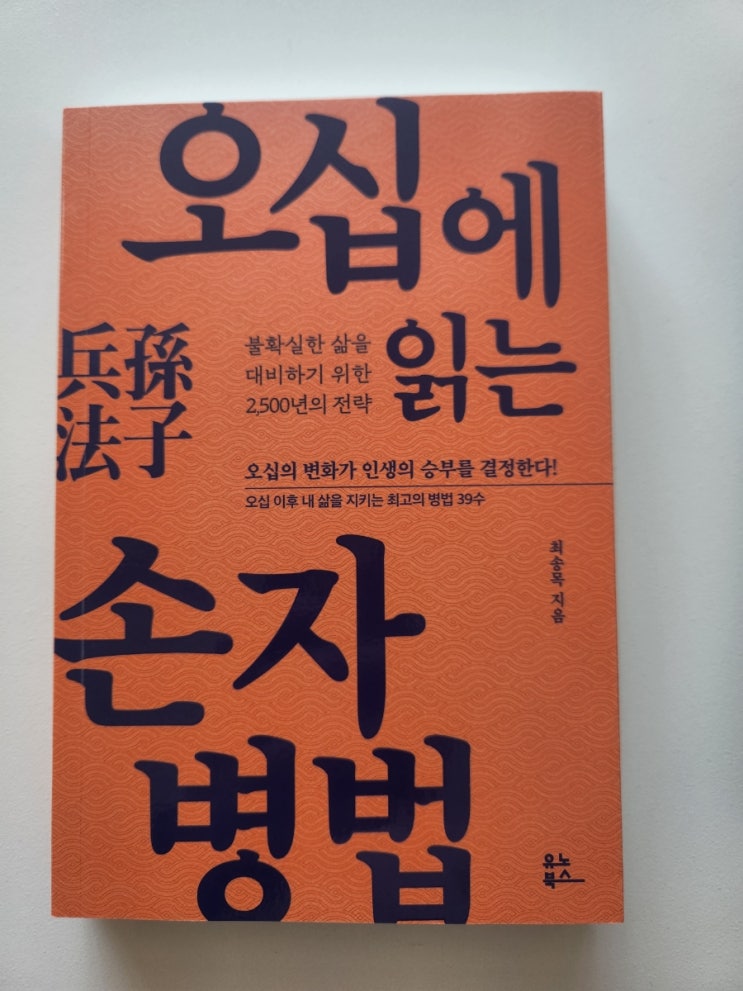 오십에
읽는
孫子
兵法
불확실한 삶을
대비하기 위한
2,500년의 전략
오십의 변화가 인생의 승부를 결정한다!
오십 이후 내 삶을 지키는 최고의 병법 39수
최송목 지음
손자
병법
유노
북스